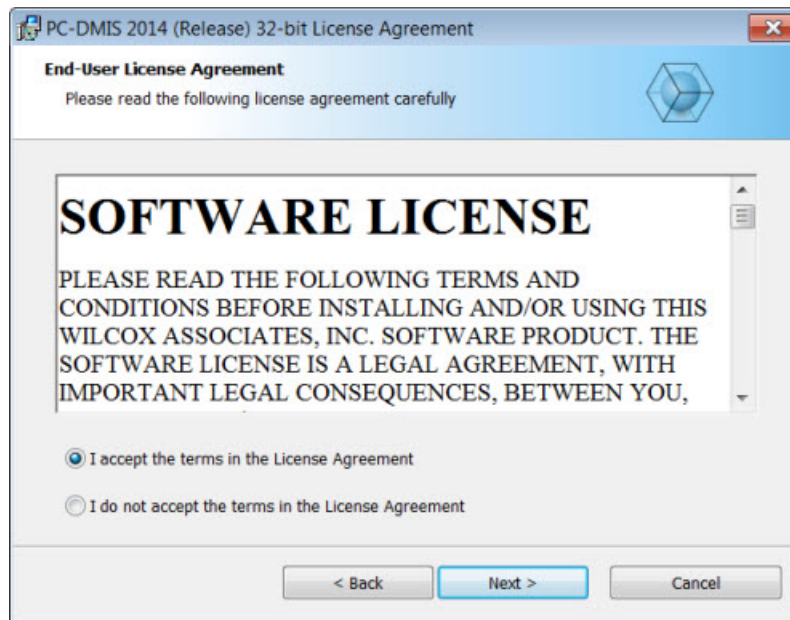 PC-DMIS 2014 (Release) 32-bit License Agreement
End-User License Agreement
Please read the following license agreement carefully
SOFTWARE LICENSE
PLEASE READ THE FOLLOWING TERMS AND
CONDITIONS BEFORE INSTALLING AND/OR USING THIS
WILCOX ASSOCIATES, INC. SOFTWARE PRODUCT. THE
SOFTWARE LICENSE IS A LEGAL AGREEMENT, WITH
IMPORTANT LEGAL CONSEQUENCES, BETWEEN YOU,
I accept the terms in the License Agreement
I do not accept the terms in the License Agreement
< Back Next > Cancel